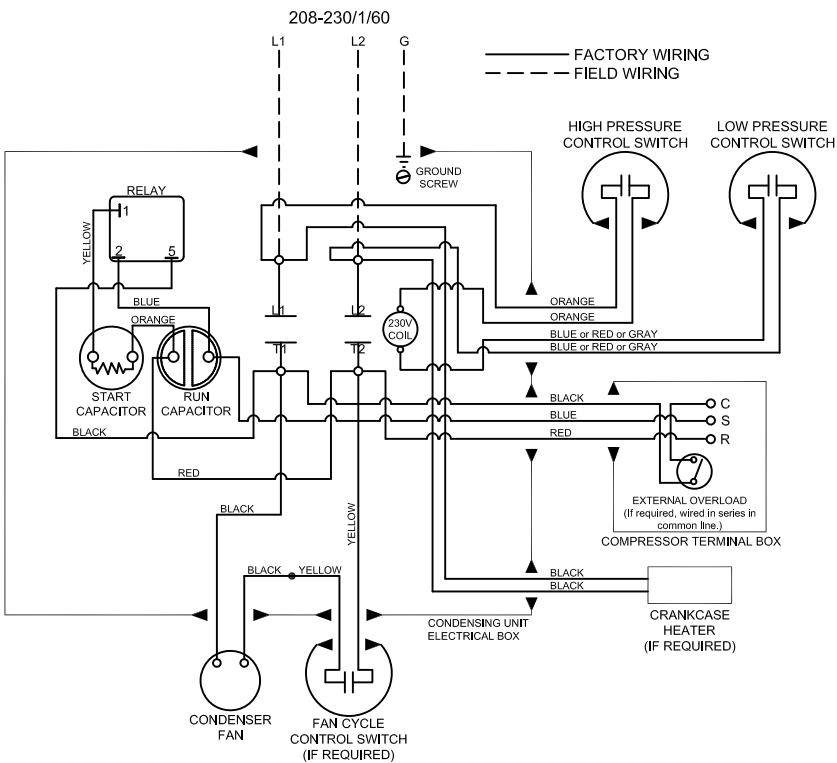 208-230/1/60
L1
L2
G
FACTORY WIRING
FIELD WIRING
HIGH PRESSURE
CONTROL SWITCH
LOW PRESSURE
CONTROL SWITCH
GROUND
SCREW
RELAY
1
2
5
YELLOW
BLUE
ORANGE
START
CAPACITOR
RUN
CAPACITOR
L1
L2
T1
T2
230V
COIL
ORANGE
ORANGE
BLUE or RED or GRAY
BLUE or RED or GRAY
BLACK
BLUE
RED
C
S
R
BLACK
RED
BLACK
YELLOW
EXTERNAL OVERLOAD
(If required, wired in series in
common line.)
COMPRESSOR TERMINAL BOX
BLACK
YELLOW
BLACK
BLACK
CRANKCASE
HEATER
(IF REQUIRED)
CONDENSING UNIT
ELECTRICAL BOX
CONDENSER
FAN
FAN CYCLE
CONTROL SWITCH
(IF REQUIRED)